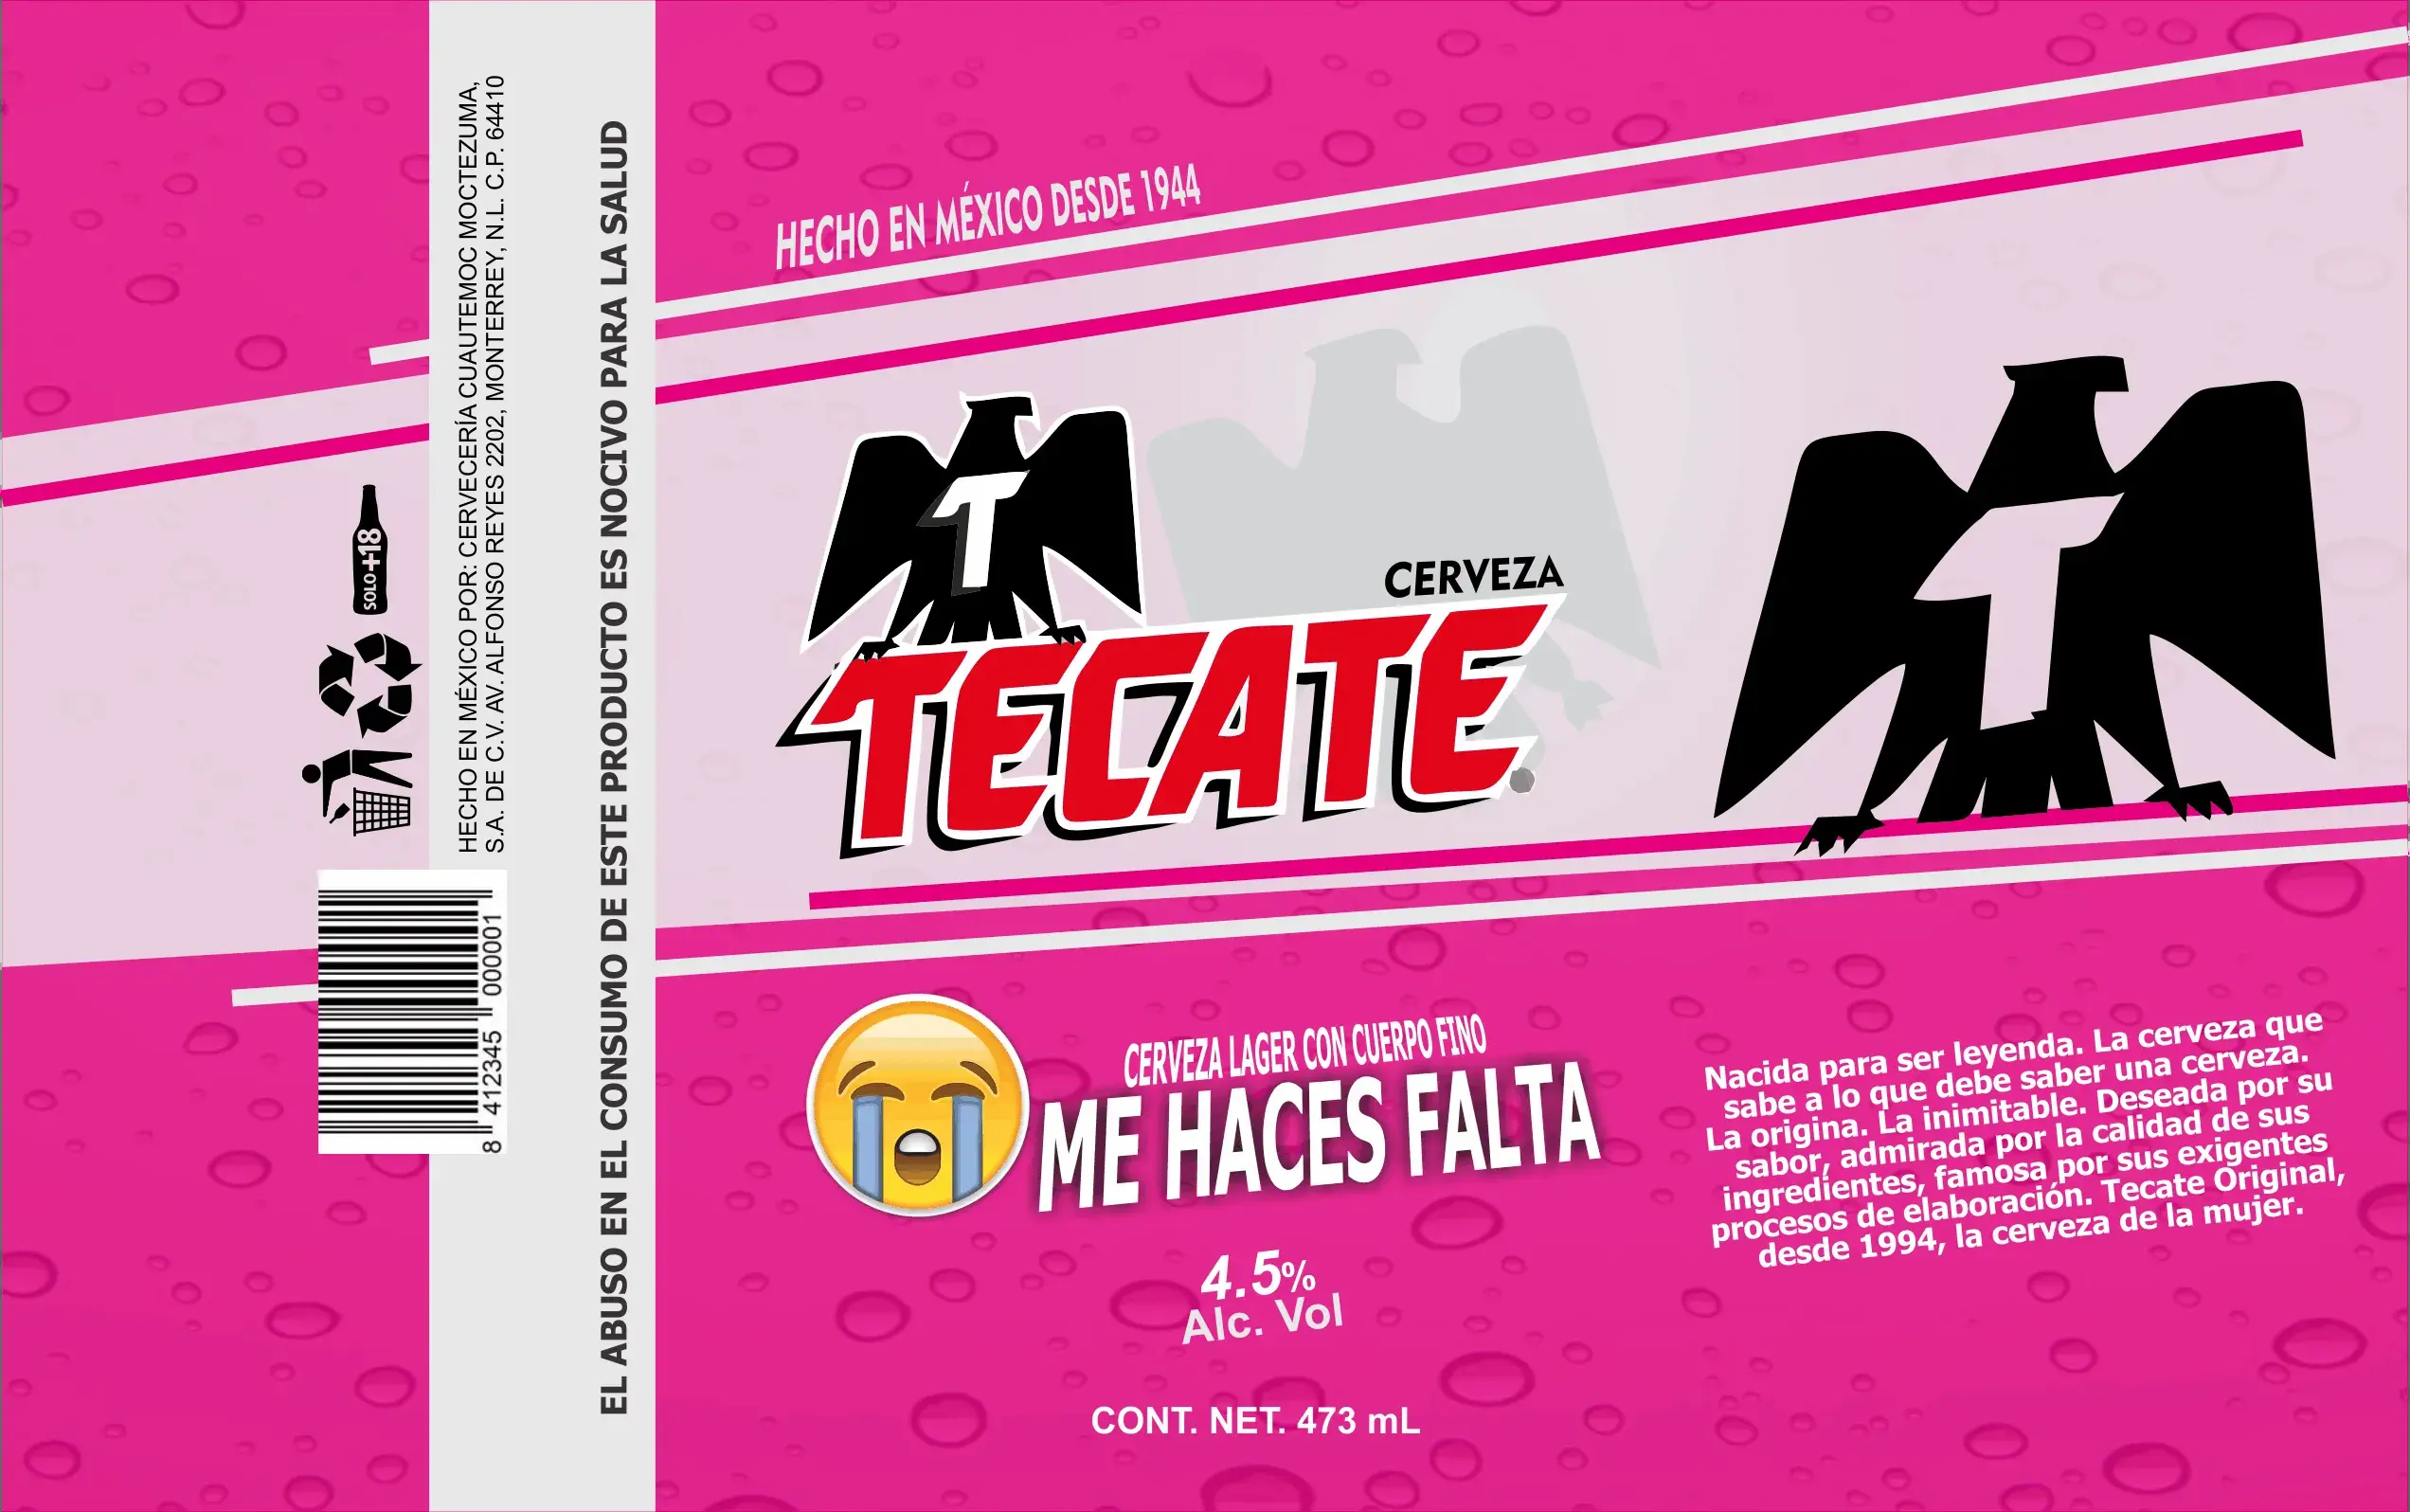 HECHO EN MÉXICO POR: CERVECERÍA CUAUTEMOC MOCTEZUMA,
S.A. DE C.V. AV. ALFONSO REYES 2202, MONTERREY, N.L. C.P. 64410
EL ABUSO EN EL CONSUMO DE ESTE PRODUCTO ES NOCIVO PARA LA SALUD
SOLO +18
8 412345 000001
HECHO EN MÉXICO DESDE 1944
T
CERVEZA
TECATE
T
CERVEZA LAGER CON CUERPO FINO
ME HACES FALTA
4.5%
Alc. Vol
CONT. NET. 473 mL
Nacida para ser leyenda. La cerveza que
sabe a lo que debe saber una cerveza.
La origina. La inimitable. Deseada por su
sabor, admirada por la calidad de sus
ingredientes, famosa por sus exigentes
procesos de elaboración. Tecate Original,
desde 1994, la cerveza de la mujer.